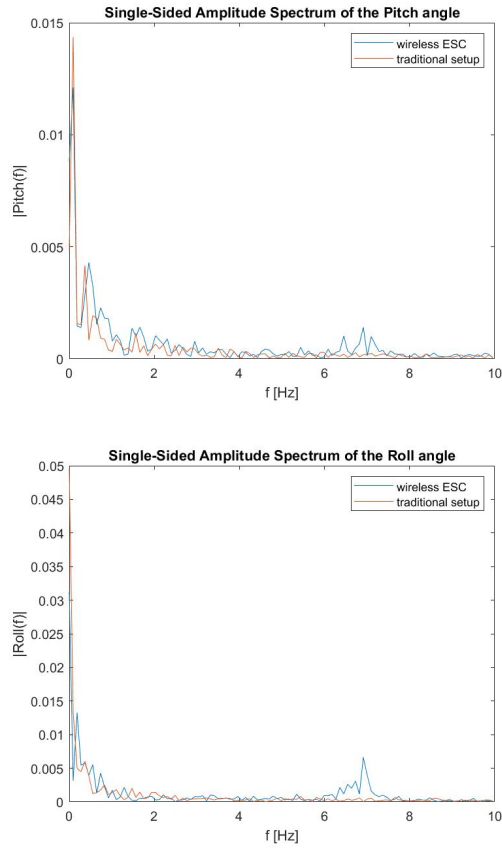 Single-Sided Amplitude Spectrum of the Pitch angle
0.015
wireless ESC
traditional setup
0.01
|Pitch(f)|
0.005
0
0 2 4 6 8 10
f [Hz]
Single-Sided Amplitude Spectrum of the Roll angle
0.05
wireless ESC
0.045
traditional setup
0.04
0.035
0.03
|Roll(f)|
0.025
0.02
0.015
0.01
0.005
0
0 2 4 6 8 10
f [Hz]